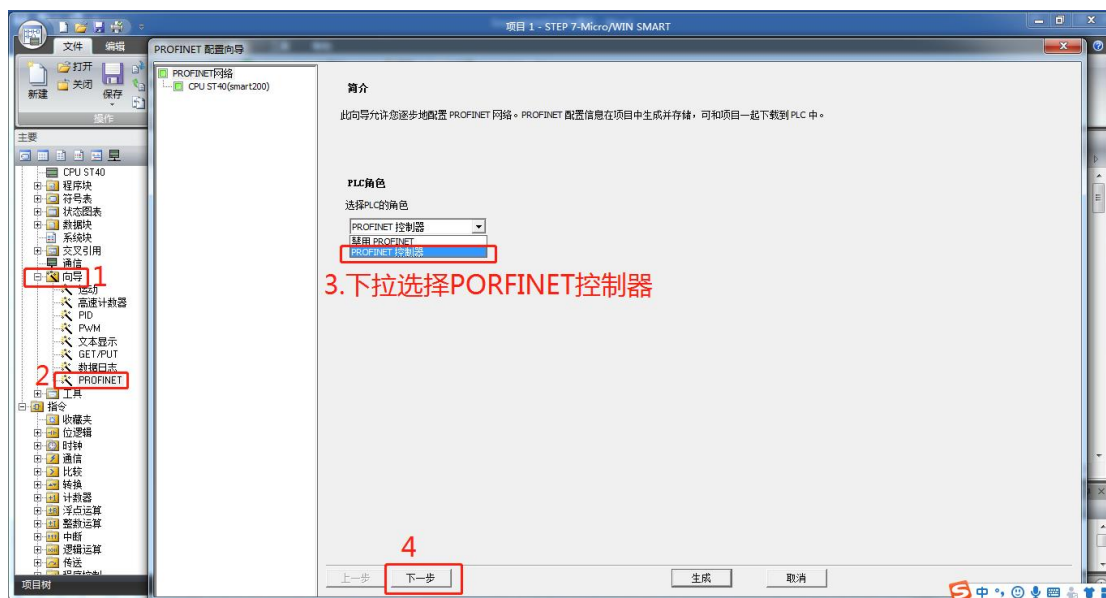 项目 1 - STEP 7-Micro/WIN SMART
文件 编辑
打开
关闭
新建
保存
操作
主要
CPU ST40
程序块
符号表
状态图表
数据块
系统块
交叉引用
通信
向导
1
运动
高速计数器
PID
PWM
文本显示
GET/PUT
数据日志
2
PROFINET
工具
指令
收藏夹
位逻辑
时钟
通信
比较
转换
计数器
浮点运算
整数运算
中断
逻辑运算
传送
程序控制
项目树
PROFINET 配置向导
PROFINET网络
CPU ST40(smart200)
简介
此向导允许您逐步地配置 PROFINET 网络。PROFINET 配置信息在项目中生成并存储，可和项目一起下载到 PLC 中。
PLC角色
选择PLC的角色
PROFINET 控制器
禁用 PROFINET
PROFINET 控制器
3.下拉选择PORFINET控制器
4
上一步 下一步 生成 取消
中